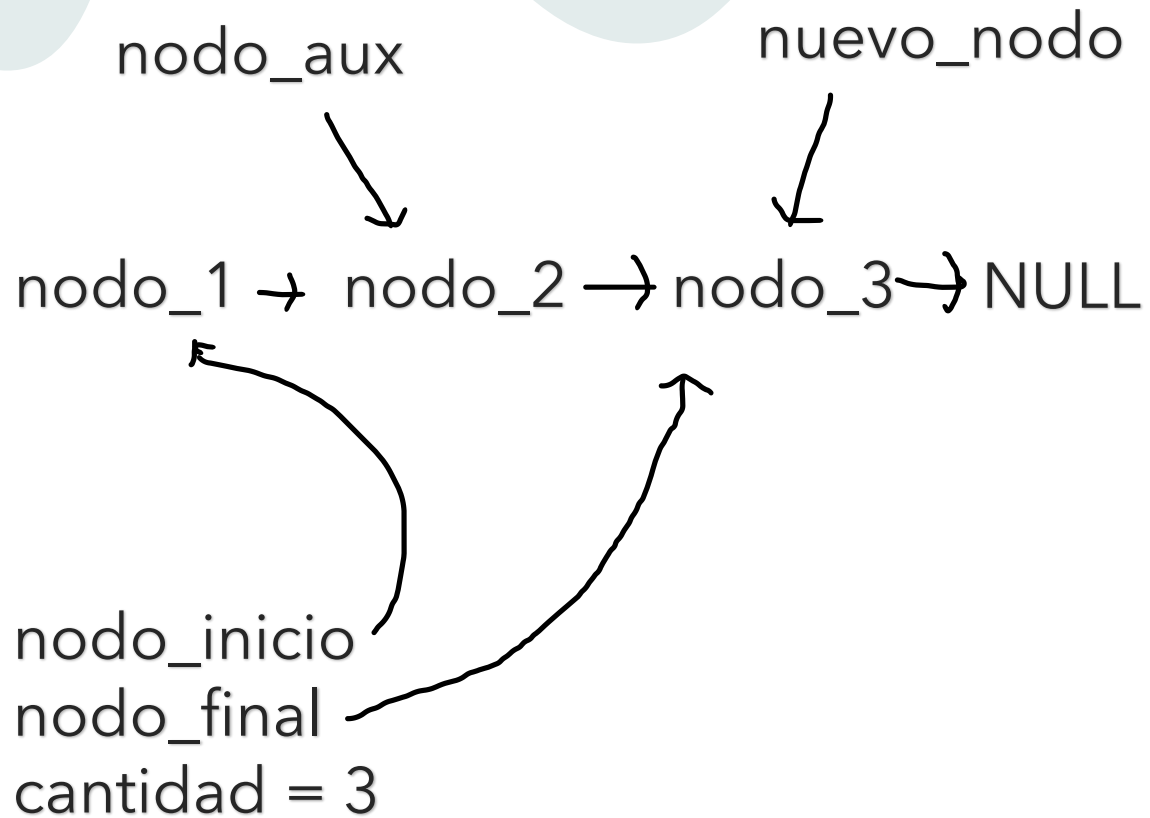 nodo_aux
nuevo_nodo
nodo_1 → nodo_2 → nodo_3 → NULL
nodo_inicio
nodo_final
cantidad = 3